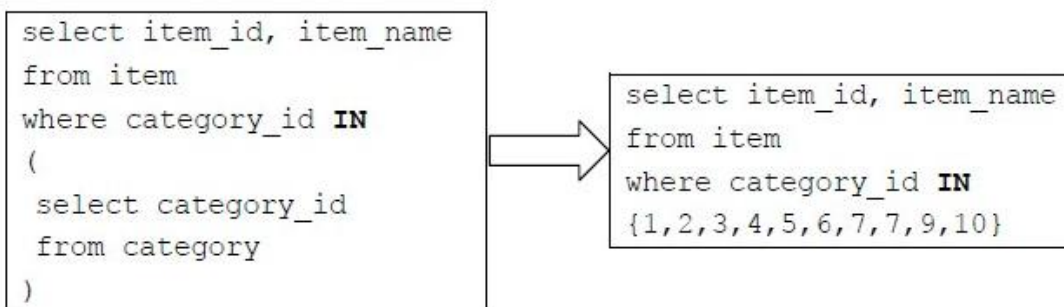 select item_id, item_name
from item
where category_id IN
(
select category_id
from category
)
select item_id, item_name
from item
where category_id IN
{1,2,3,4,5,6,7,7,9,10}